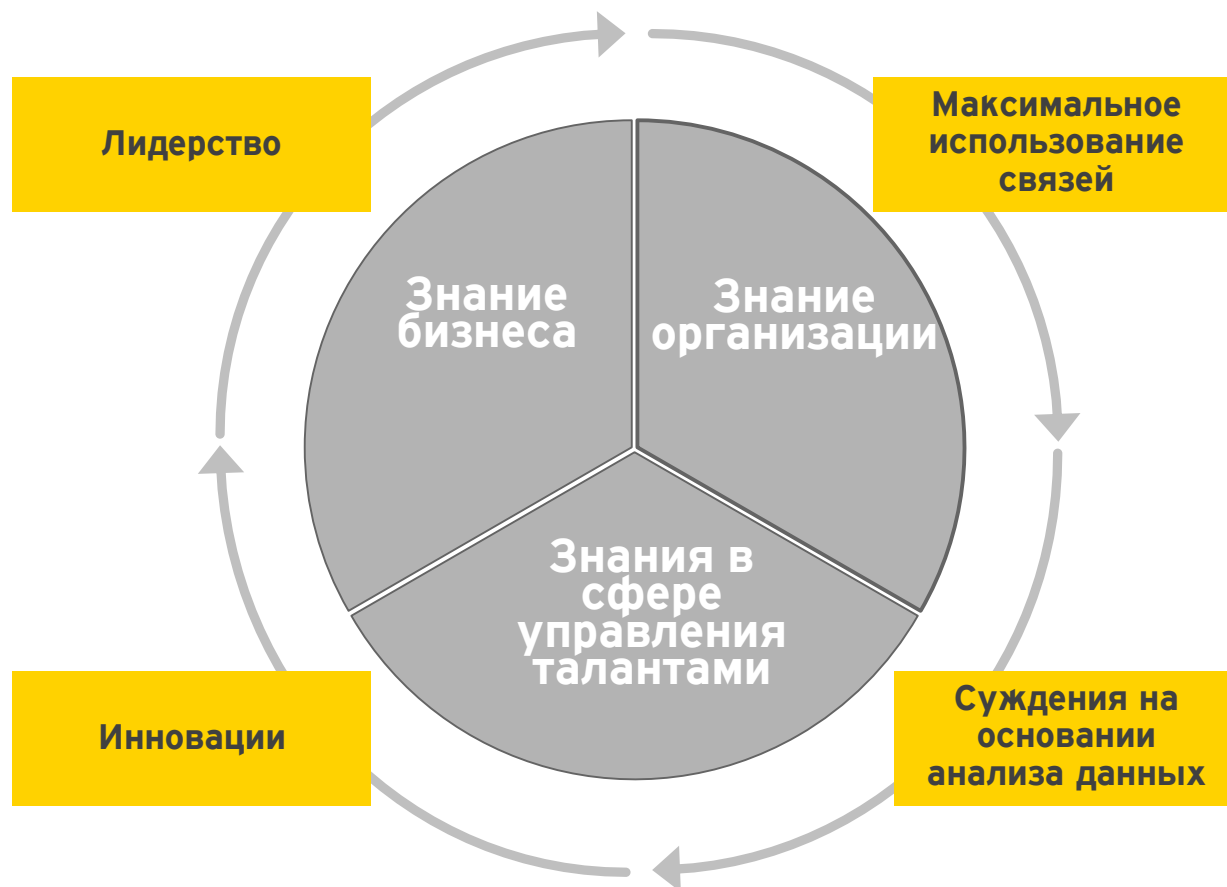 Лидерство
Максимальное
использование
связей
Знание
бизнеса
Знание
организации
Знания в
сфере
управления
талантами
Инновации
Суждения на
основании
анализа данных